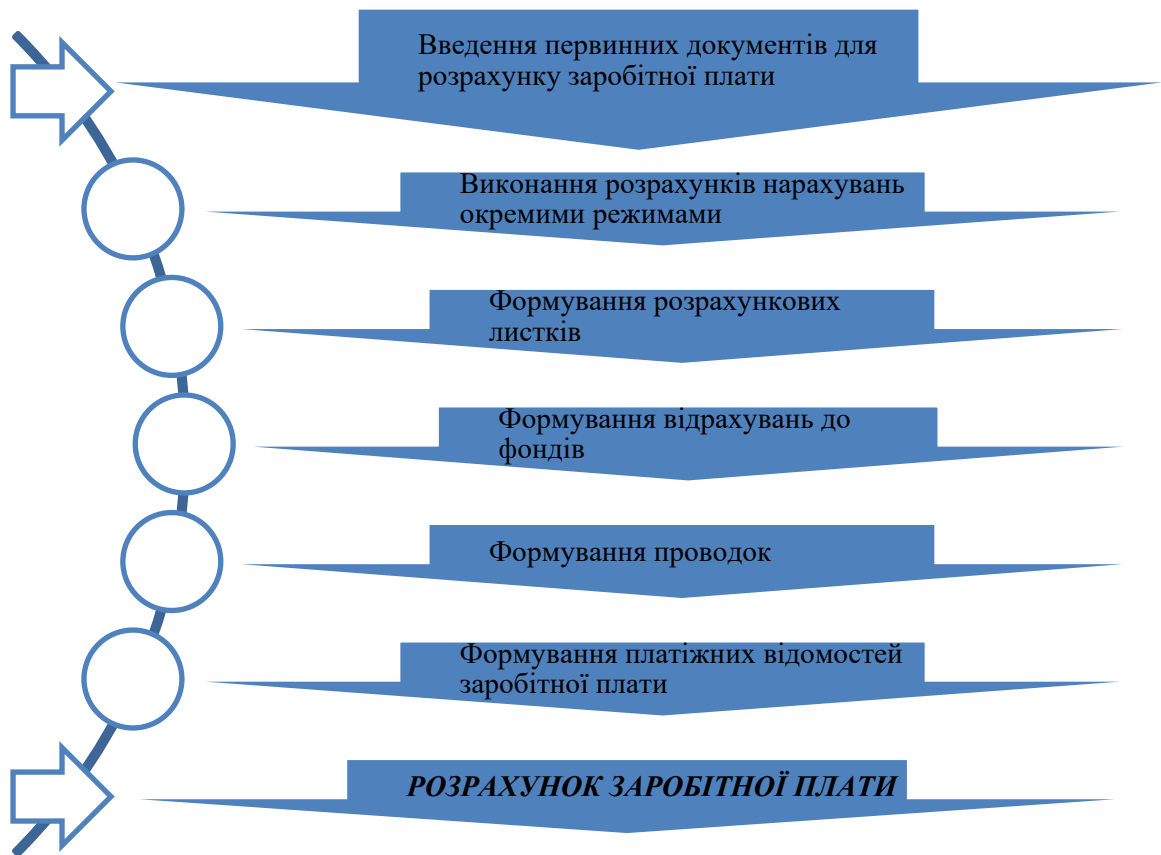 Введення первинних документів для
розрахунку заробітної плати
Виконання розрахунків нарахувань
окремими режимами
Формування розрахункових
листків
Формування відрахувань до
фондів
Формування проводок
Формування платіжних відомостей
заробітної плати
РОЗРАХУНОК ЗАРОБІТНОЇ ПЛАТИ